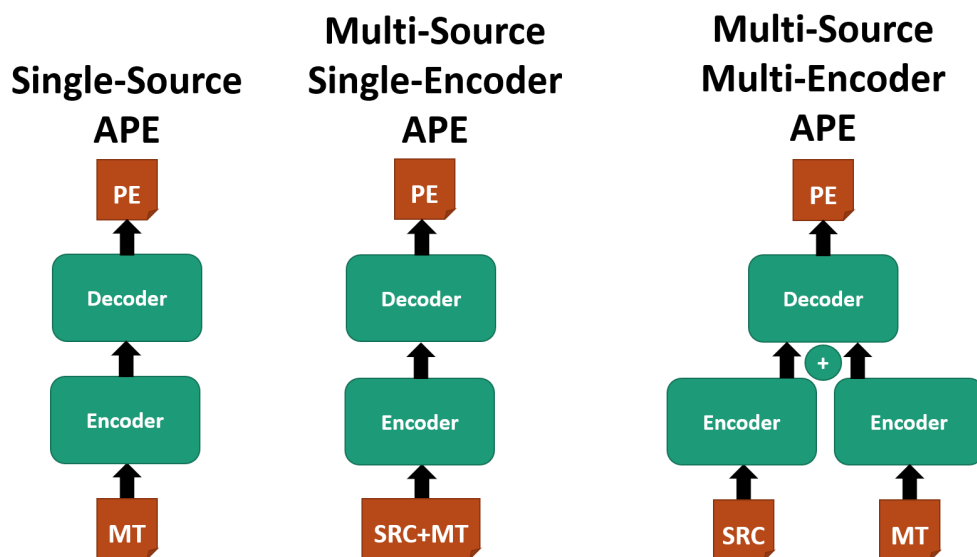 Single-Source
APE
PE
Decoder
Encoder
MT
Multi-Source
Single-Encoder
APE
PE
Decoder
Encoder
SRC+MT
Multi-Source
Multi-Encoder
APE
PE
Decoder
+
Encoder
Encoder
SRC
MT